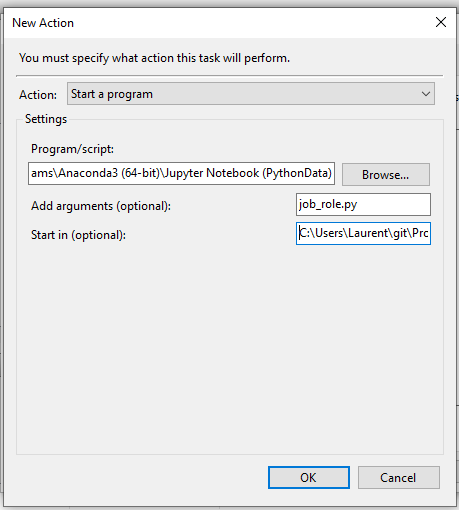 New Action
You must specify what action this task will perform.
Action: Start a program
Settings
Program/script:
ams\Anaconda3 (64-bit)\Jupyter Notebook (PythonData) Browse...
Add arguments (optional): job_role.py
Start in (optional): C:\Users\Laurent\git\Prc
OK Cancel